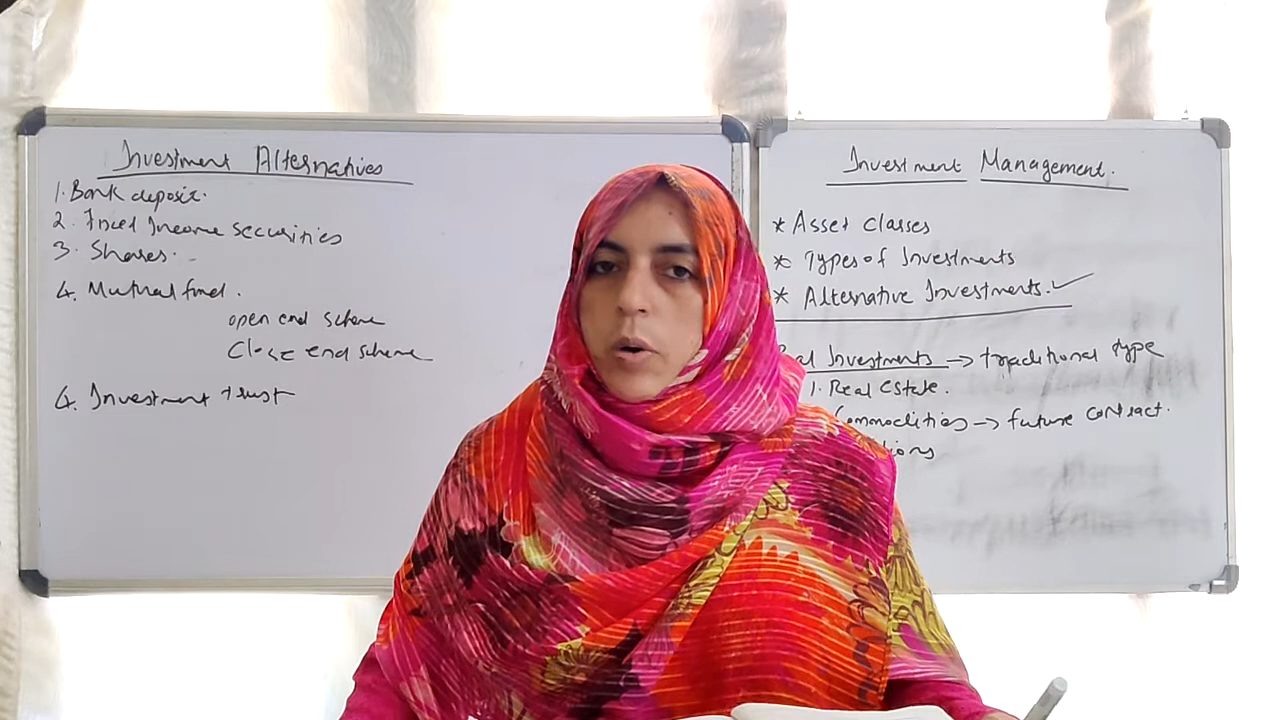 Investment Alternatives
1. Bank deposit.
2. Fixed Income securities
3. Shares.
4. Mutual fund.
open end scheme
Close end scheme
4. Investment trust
Investment Management.
* Asset Classes
* Types of Investments
* Alternative Investments. ✓
Investments → traditional type
1. Real Estate.
Commodities → future contract.